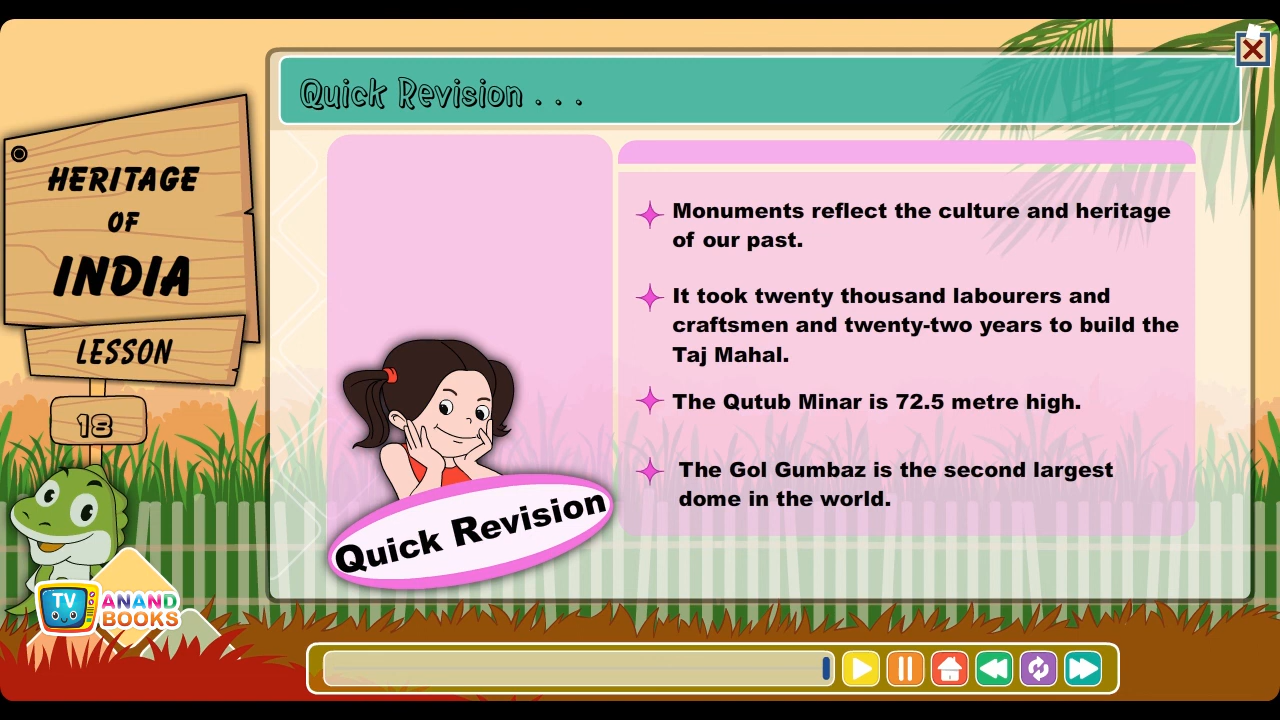 Quick Revision . . .
HERITAGE
OF
INDIA
LESSON
18
Monuments reflect the culture and heritage
of our past.
It took twenty thousand labourers and
craftsmen and twenty-two years to build the
Taj Mahal.
The Qutub Minar is 72.5 metre high.
The Gol Gumbaz is the second largest
dome in the world.
Quick Revision
TV
ANAND
BOOKS